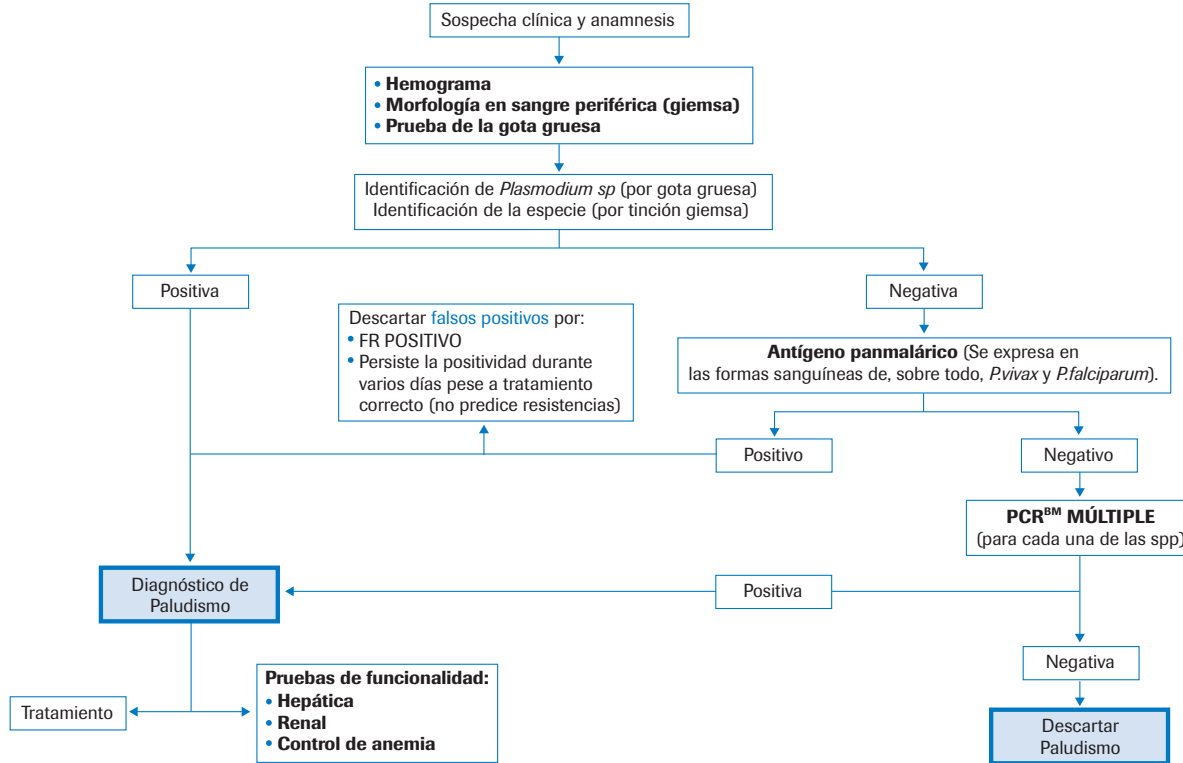 Sospecha clínica y anamnesis
• Hemograma
• Morfología en sangre periférica (giemsa)
• Prueba de la gota gruesa
Identificación de Plasmodium sp (por gota gruesa)
Identificación de la especie (por tinción giemsa)
Positiva
Negativa
Descartar falsos positivos por:
• FR POSITIVO
• Persiste la positividad durante
varios días pese a tratamiento
correcto (no predice resistencias)
Antígeno panmalárico (Se expresa en
las formas sanguíneas de, sobre todo, P.vivax y P.falciparum).
Positivo
Negativo
PCRᴮᴹ MÚLTIPLE
(para cada una de las spp)
Diagnóstico de
Paludismo
Positiva
Negativa
Pruebas de funcionalidad:
• Hepática
• Renal
• Control de anemia
Tratamiento
Descartar
Paludismo